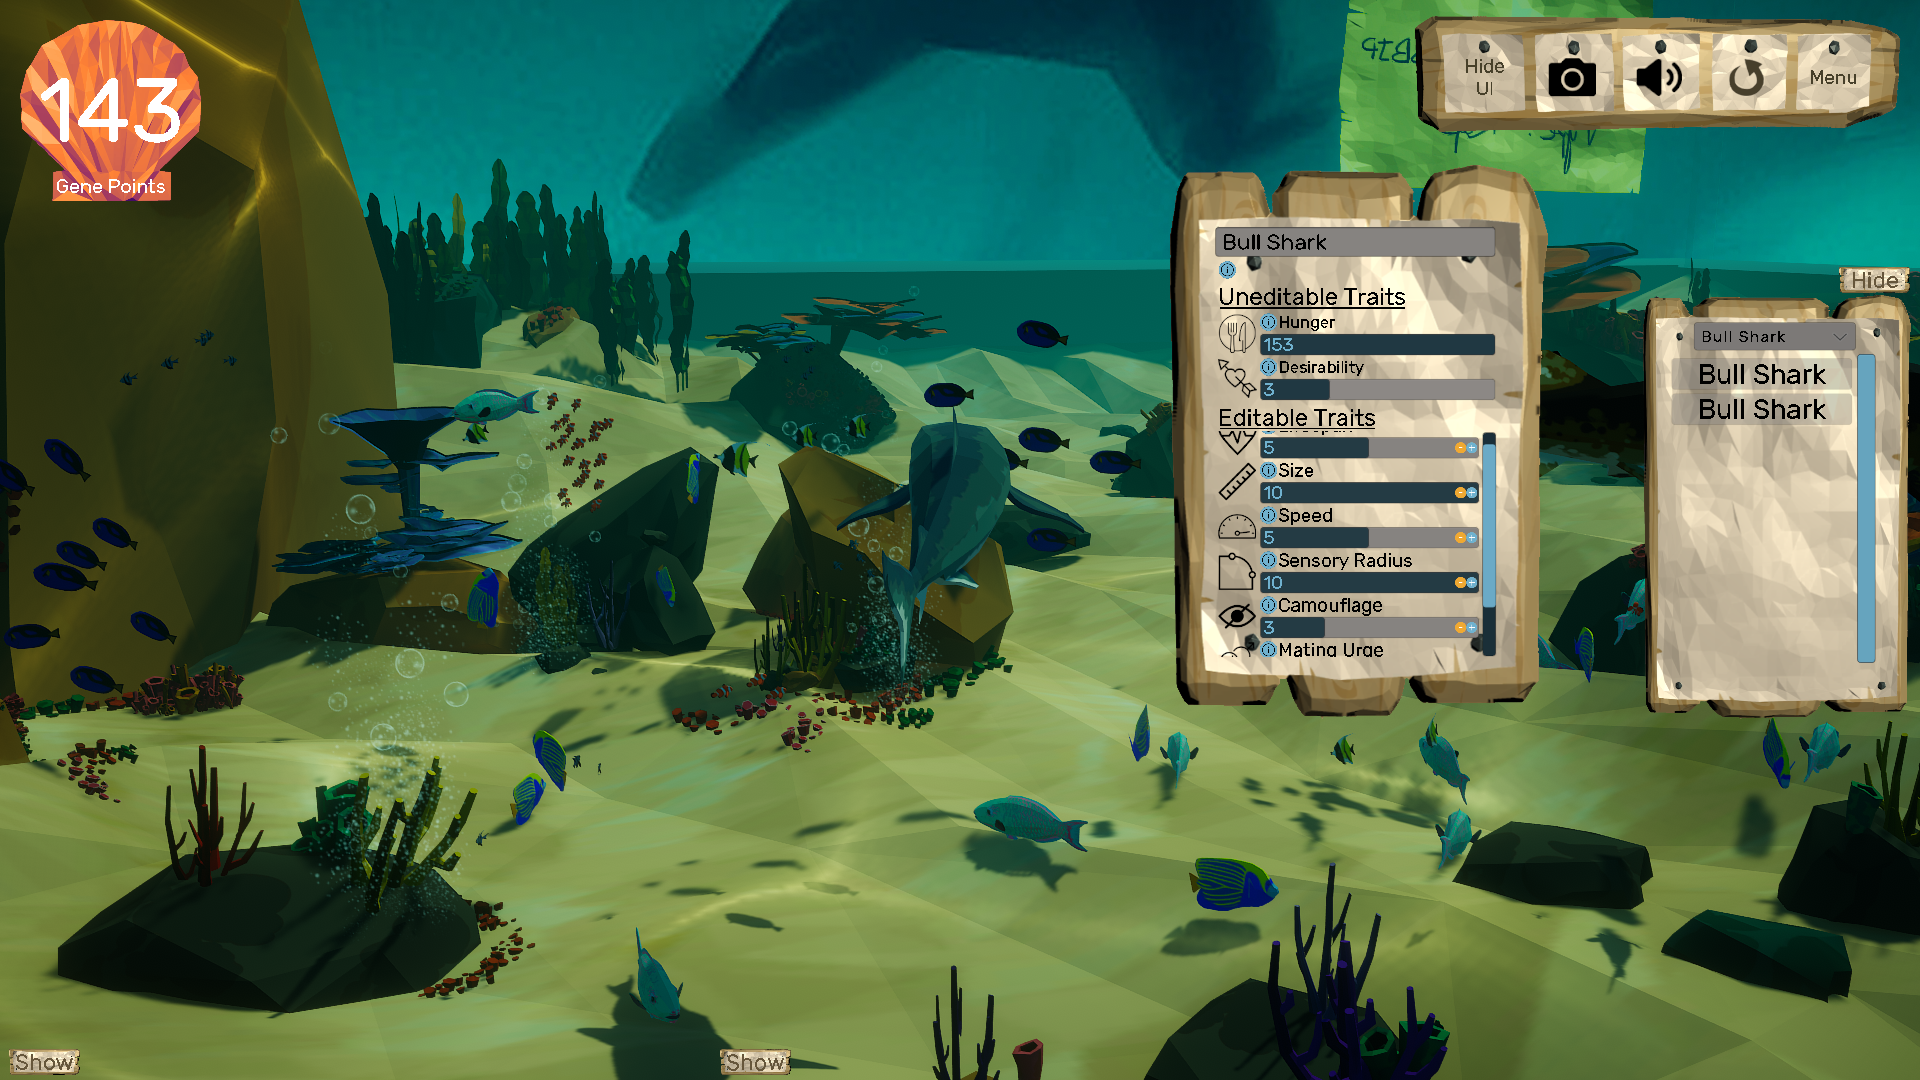 143
Gene Points
Hide
UI
Menu
Bull Shark
Uneditable Traits
Hunger
153
Desirability
3
Editable Traits
5
Size
10
Speed
5
Sensory Radius
10
Camouflage
3
Mating Urge
Hide
Bull Shark
Bull Shark
Bull Shark
Show
Show